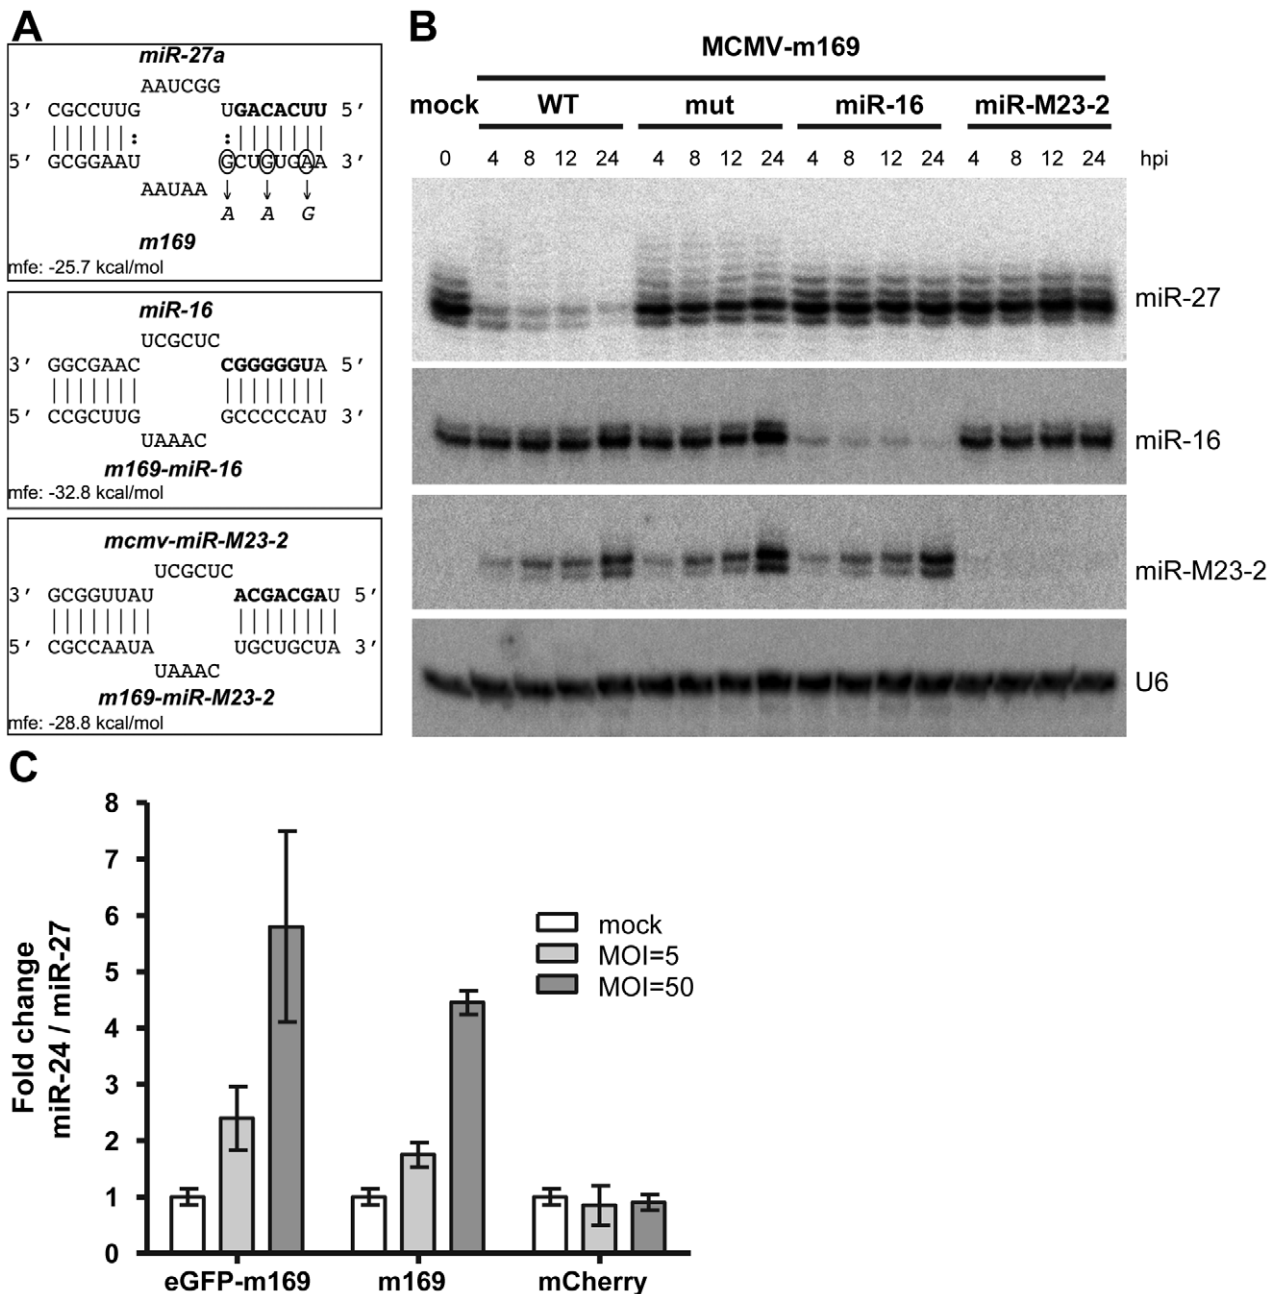 A
miR-27a
AAUCGG
3′ CGCCUUG UGACACUU 5′
5′ GCGGAAU GCUGUGAA 3′
AAUAA
A A G
m169
mfe: -25.7 kcal/mol
miR-16
UCGCUC
3′ GGCGAAC CGGGGGUA 5′
5′ CCGCUUG GCCCCCAU 3′
UAAAC
m169-miR-16
mfe: -32.8 kcal/mol
mcmv-miR-M23-2
UCGCUC
3′ GCGGUUAU ACGACGAU 5′
5′ CGCCAAUA UGCUGCUA 3′
UAAAC
m169-miR-M23-2
mfe: -28.8 kcal/mol
B
MCMV-m169
mock WT mut miR-16 miR-M23-2
0 4 8 12 24 4 8 12 24 4 8 12 24 4 8 12 24 hpi
miR-27
miR-16
miR-M23-2
U6
C
Fold change
miR-24 / miR-27
8
7
6
5
4
3
2
1
0
mock
MOI=5
MOI=50
eGFP-m169 m169 mCherry